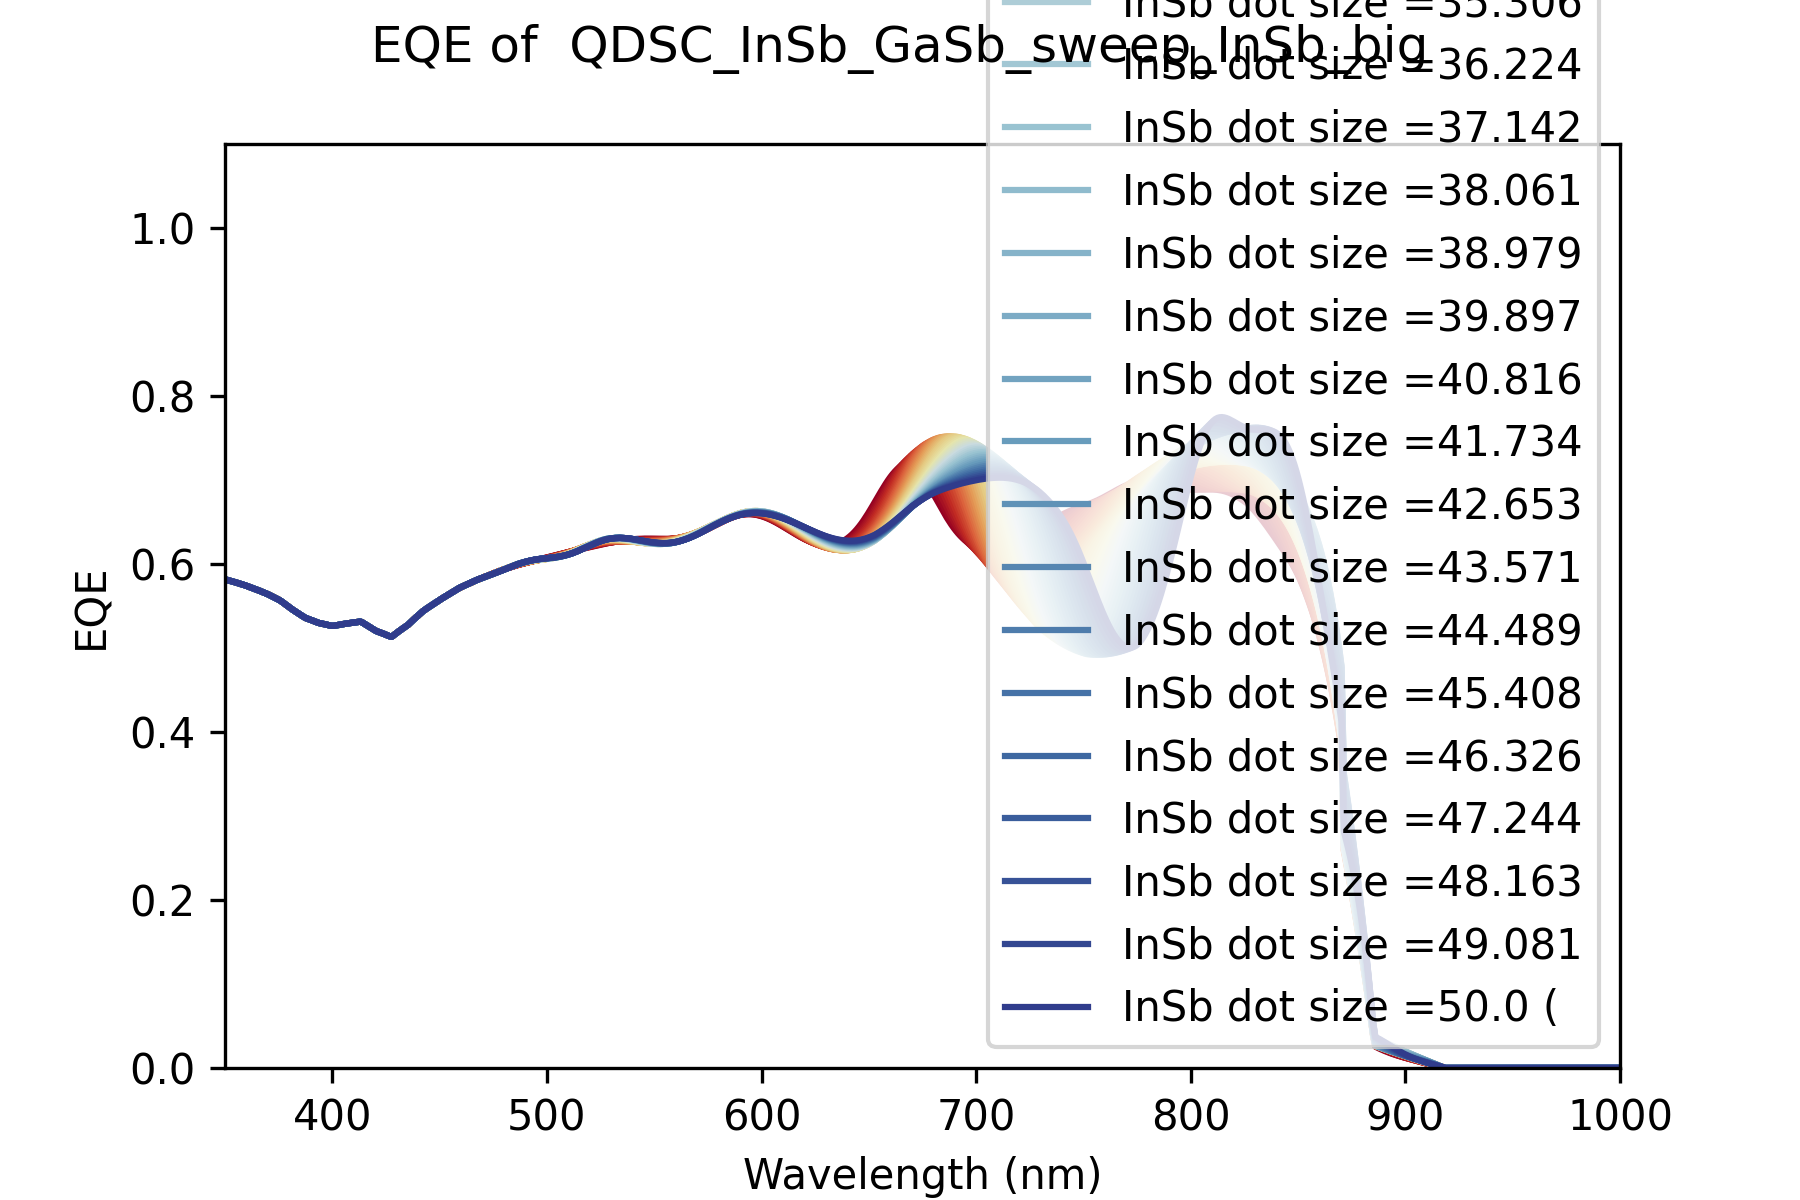 InSb dot size =35.306
EQE of  QDSC_InSb_GaSb_sweep_InSb_big
InSb dot size =36.224
InSb dot size =37.142
InSb dot size =38.061
InSb dot size =38.979
InSb dot size =39.897
InSb dot size =40.816
InSb dot size =41.734
InSb dot size =42.653
InSb dot size =43.571
InSb dot size =44.489
InSb dot size =45.408
InSb dot size =46.326
InSb dot size =47.244
InSb dot size =48.163
InSb dot size =49.081
InSb dot size =50.0 (
1.0
0.8
0.6
0.4
0.2
0.0
EQE
400 500 600 700 800 900 1000
Wavelength (nm)